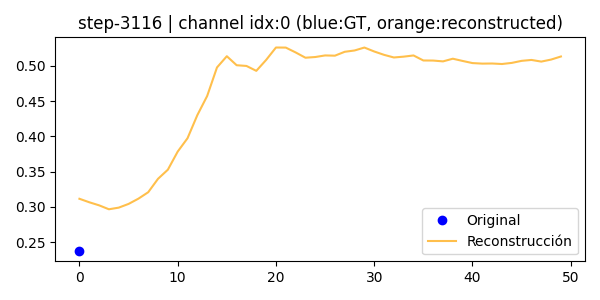 step-3116 | channel idx:0 (blue:GT, orange:reconstructed)
0.50
0.45
0.40
0.35
0.30
0.25
Original
Reconstrucción
0 10 20 30 40 50